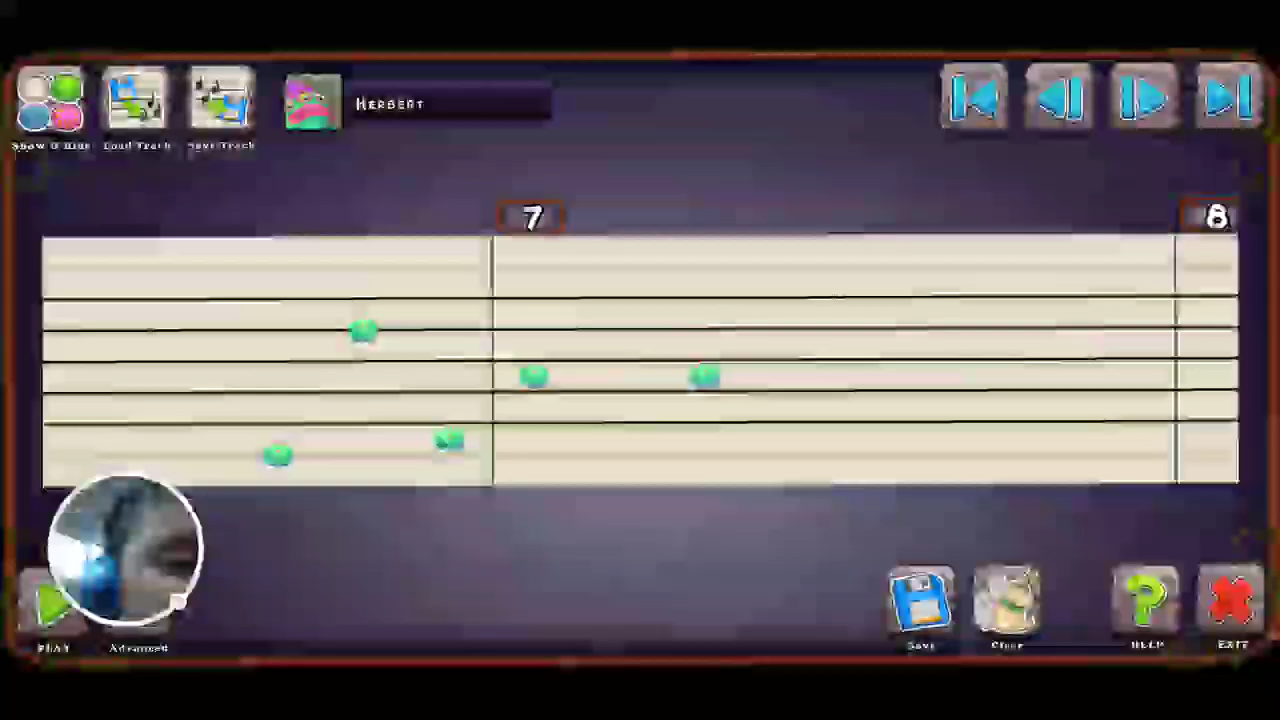 HERBERT
Show & Hide Load Track Save Track
7 8
PLAY Advanced Save Clear HELP EXIT